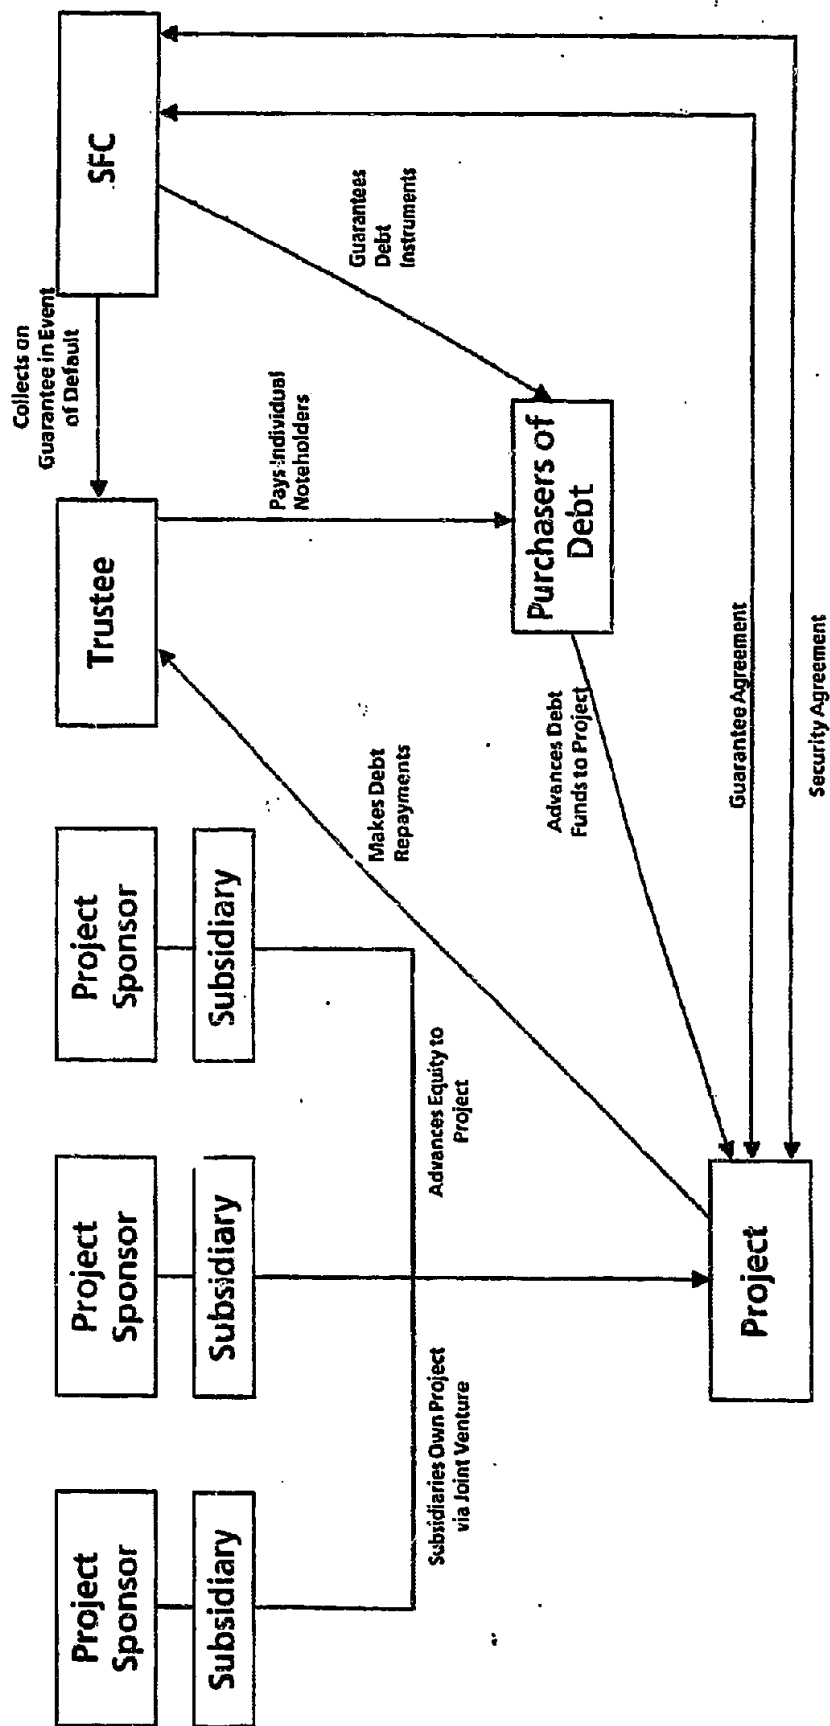 Project
Sponsor
Subsidiary
Project
Sponsor
Subsidiary
Project
Sponsor
Subsidiary
Trustee
Collects on
Guarantee in Event
of Default
SFC
Subsidiaries Own Project
via Joint Venture
Advances Equity to
Project
Makes Debt
Repayments
Pays Individual
Noteholders
Guarantees
Debt
Instruments
Purchasers of
Debt
Advances Debt
Funds to Project
Project
Guarantee Agreement
Security Agreement